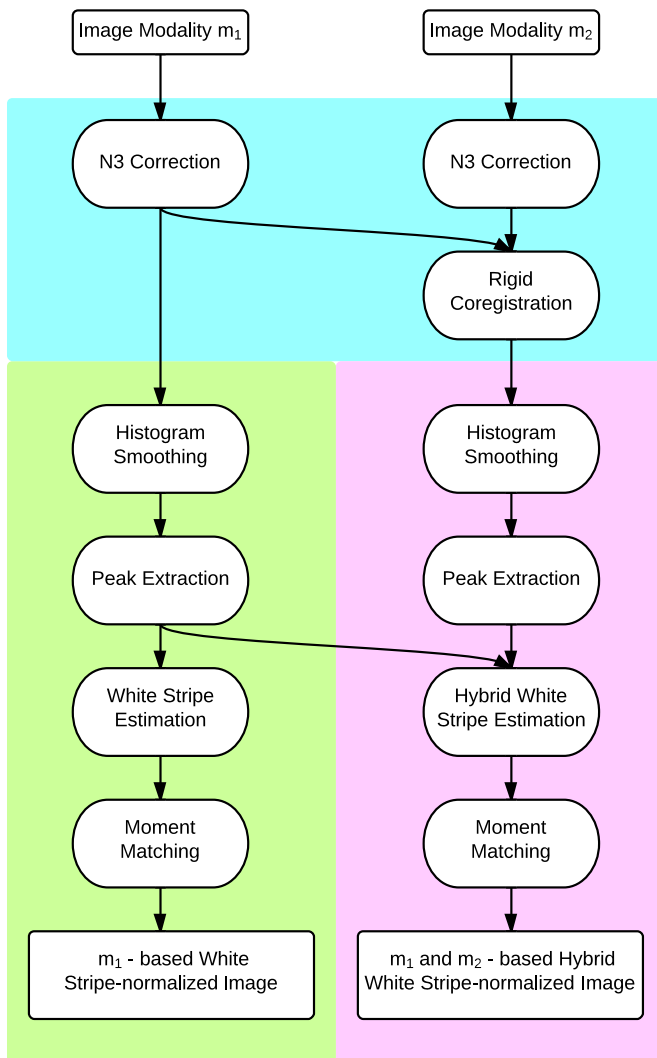 Image Modality m₁
Image Modality m₂
N3 Correction
N3 Correction
Rigid
Coregistration
Histogram
Smoothing
Histogram
Smoothing
Peak Extraction
Peak Extraction
White Stripe
Estimation
Hybrid White
Stripe Estimation
Moment
Matching
Moment
Matching
m₁ - based White
Stripe-normalized Image
m₁ and m₂ - based Hybrid
White Stripe-normalized Image